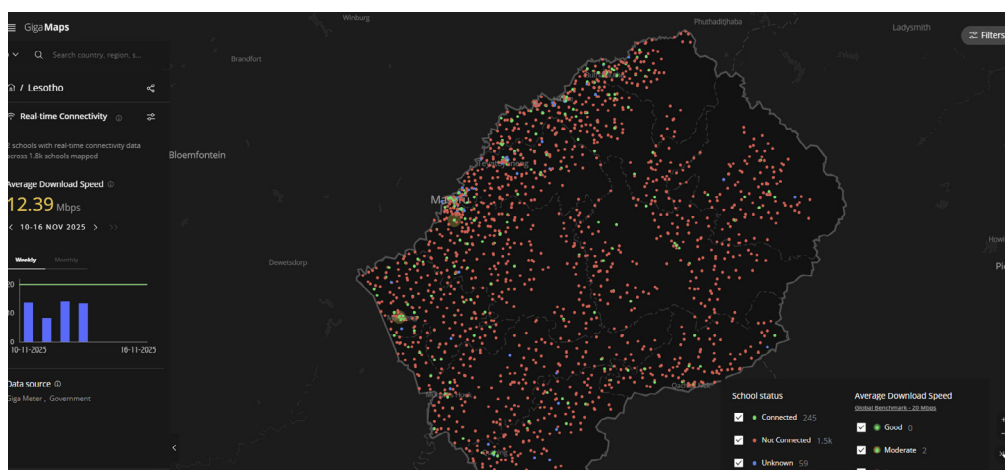 Giga Maps
Search country, region, s...
/ Lesotho
Real-time Connectivity
2 schools with real-time connectivity data
across 1.8k schools mapped
Average Download Speed
12.39 Mbps
10-16 NOV 2025
Weekly Monthly
20
10
0
10-11-2025 16-11-2025
Data source
Giga Meter , Government
Winburg
Phuthaditjhaba
Ladysmith
Filters
Brandfort
Bloemfontein
Maseru
Dewetsdorp
School status
Connected 245
Not Connected 1.5k
Unknown 59
Average Download Speed
Global Benchmark - 20 Mbps
Good 0
Moderate 2